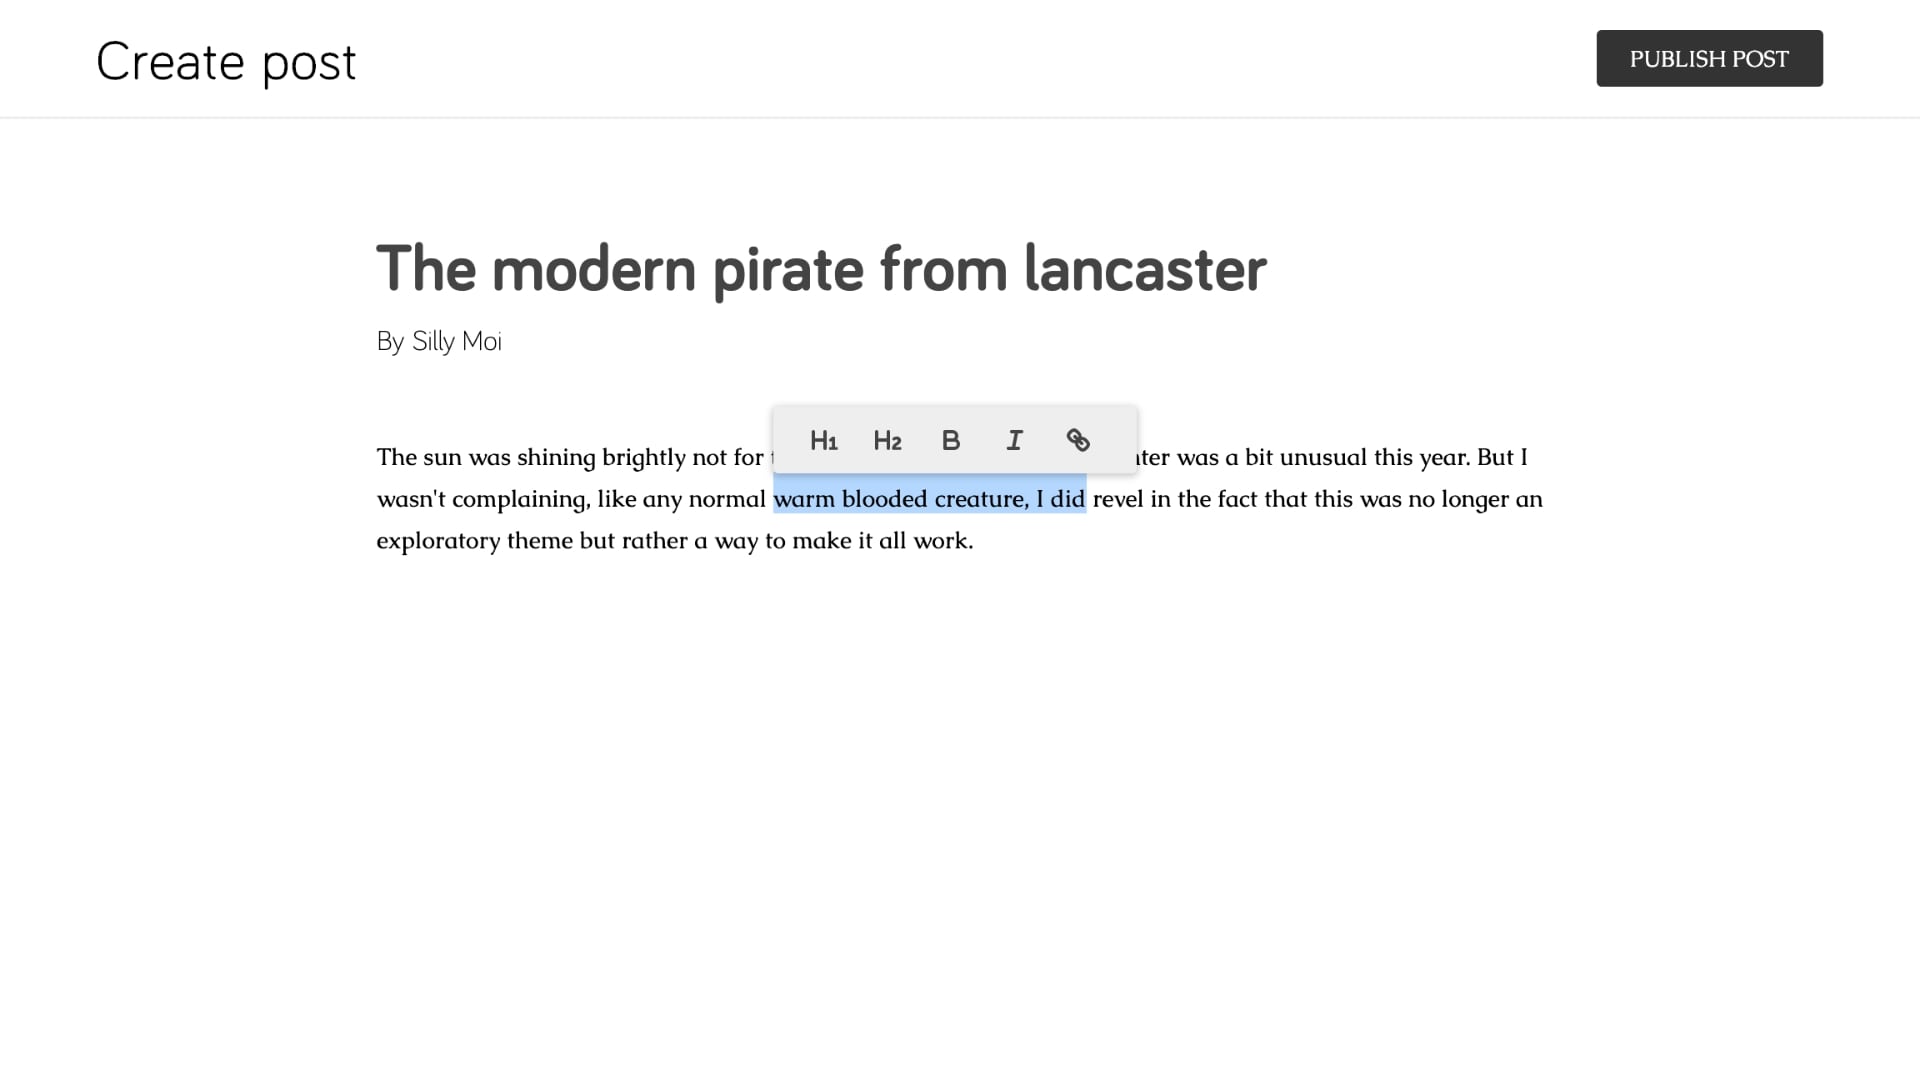 Create post
PUBLISH POST
The modern pirate from lancaster
By Silly Moi
H1 H2 B I
The sun was shining brightly not for was a bit unusual this year. But I
wasn't complaining, like any normal warm blooded creature, I did revel in the fact that this was no longer an
exploratory theme but rather a way to make it all work.